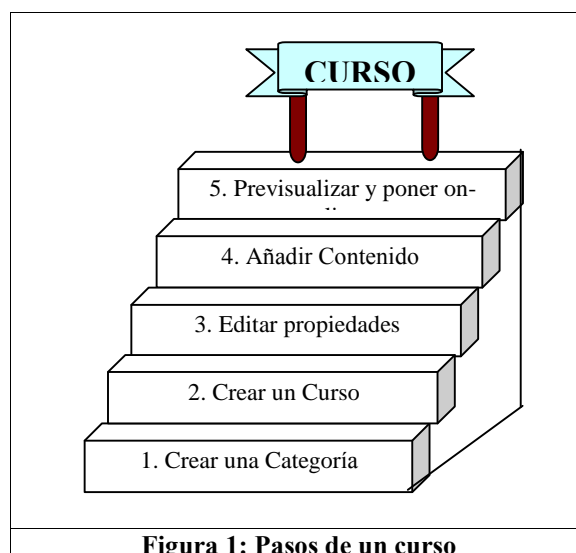 CURSO
5. Previsualizar y poner on-
4. Añadir Contenido
3. Editar propiedades
2. Crear un Curso
1. Crear una Categoría
Figura 1: Pasos de un curso